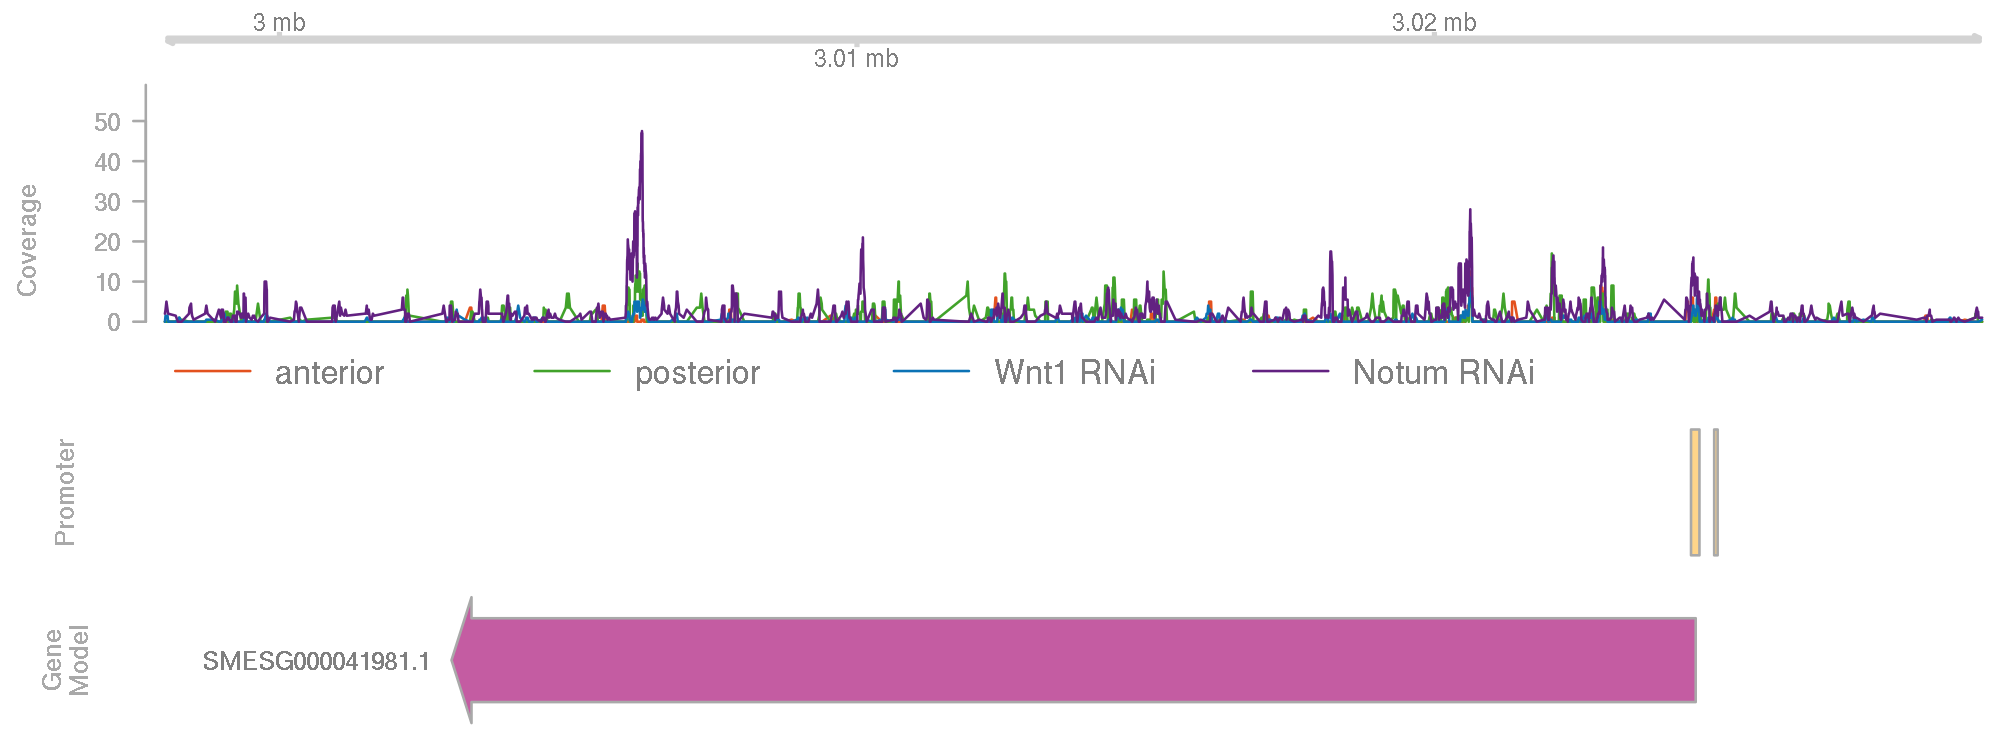 3 mb
3.02 mb
3.01 mb
Coverage
50
40
30
20
10
0
anterior
posterior
Wnt1 RNAi
Notum RNAi
Promoter
Gene
Model
SMESG000041981.1